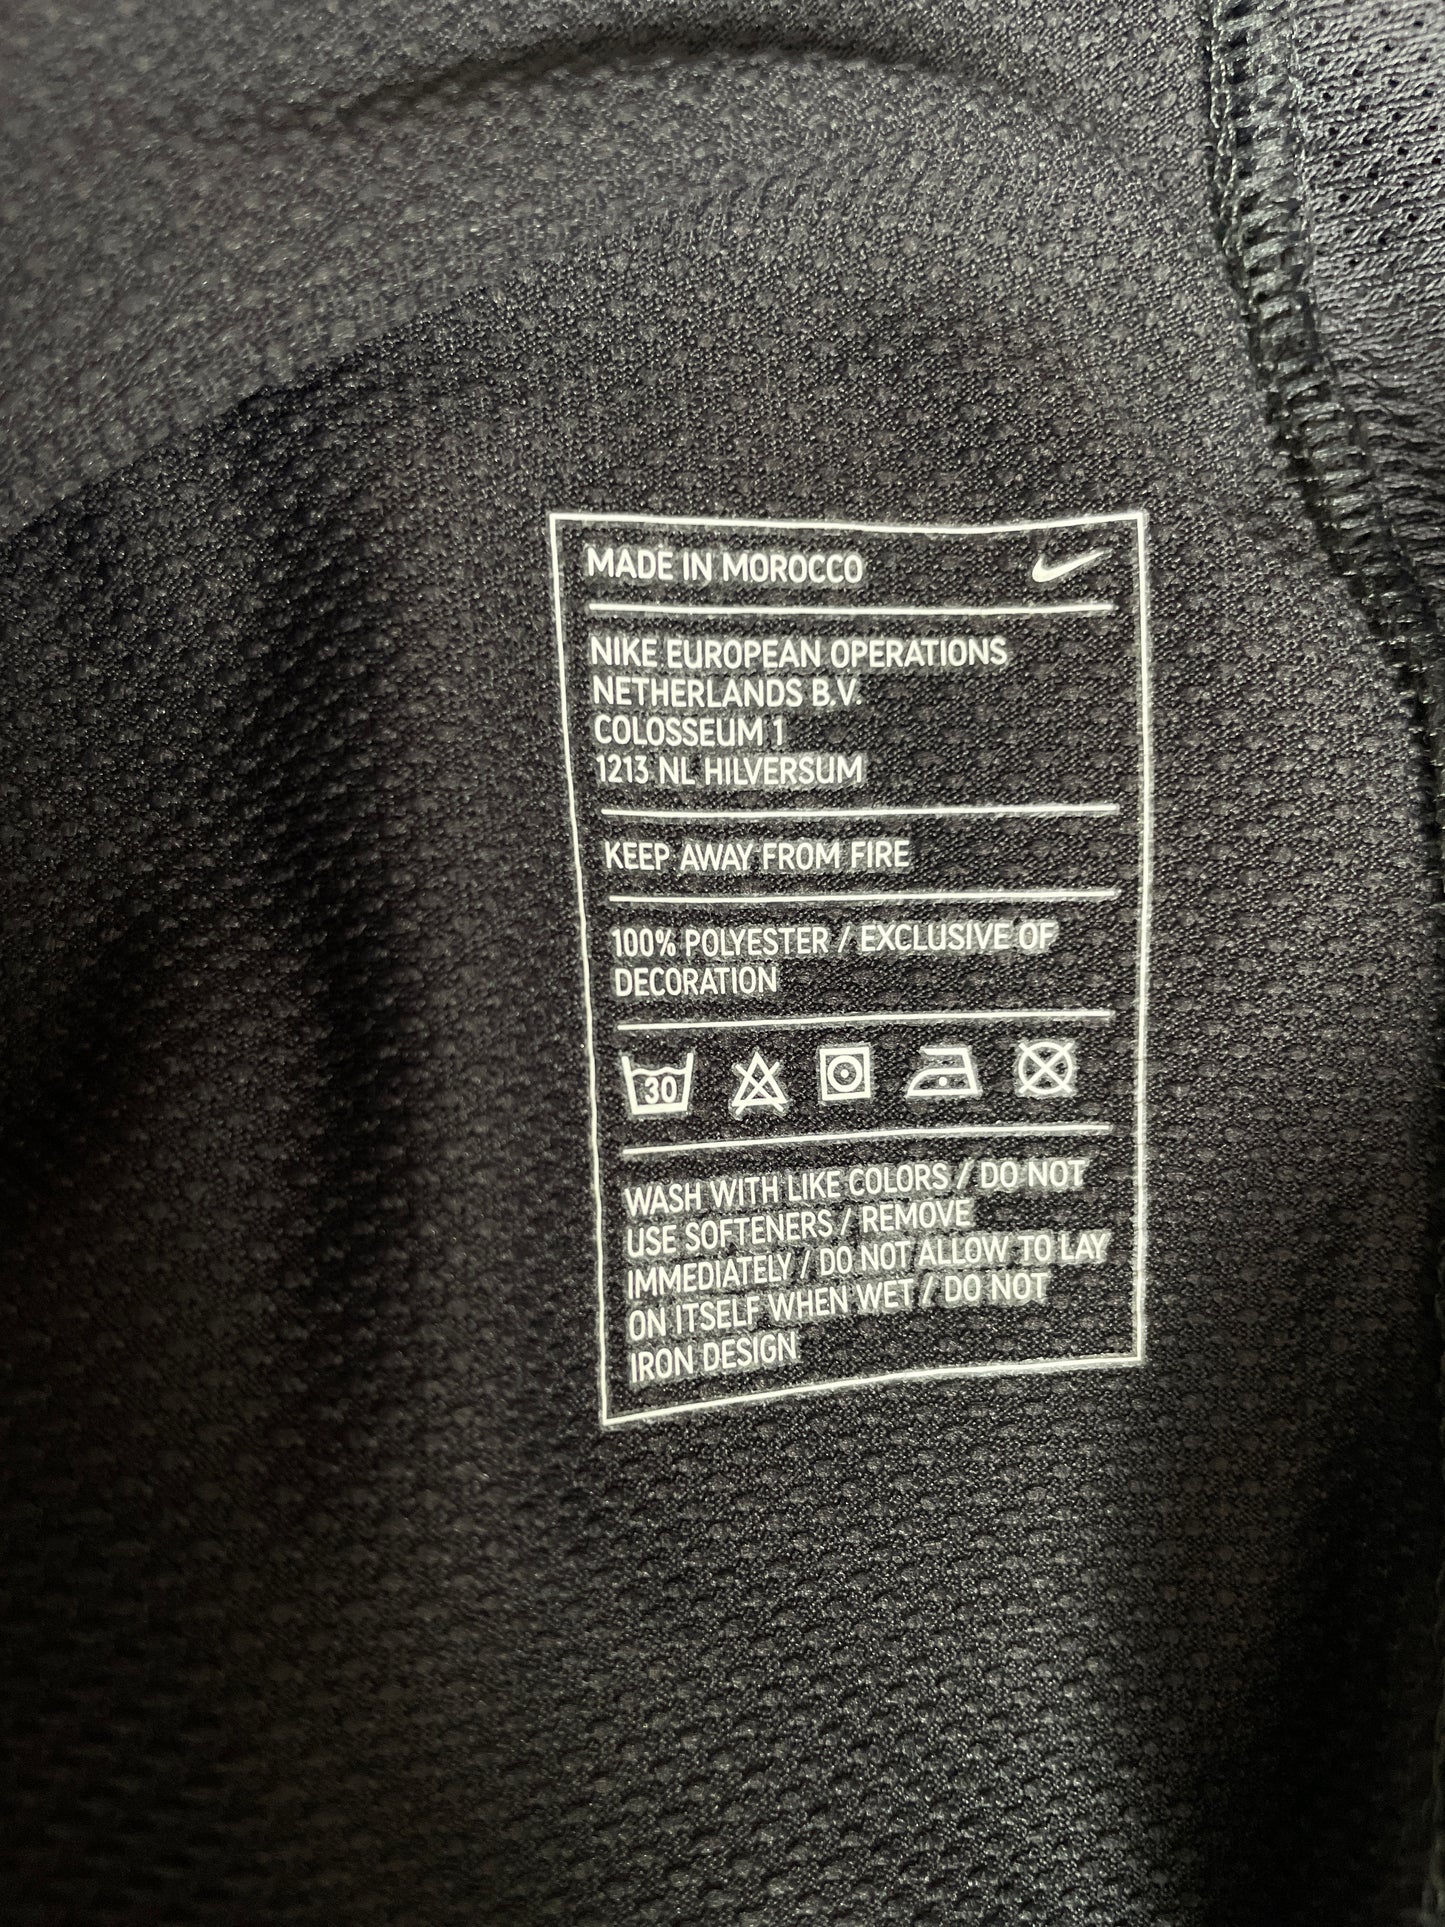 MADE IN MOROCCO
NIKE EUROPEAN OPERATIONS
NETHERLANDS B.V.
COLOSSEUM 1
1213 NL HILVERSUM
KEEP AWAY FROM FIRE
100% POLYESTER / EXCLUSIVE OF
DECORATION
30
WASH WITH LIKE COLORS / DO NOT
USE SOFTENERS / REMOVE
IMMEDIATELY / DO NOT ALLOW TO LAY
ON ITSELF WHEN WET / DO NOT
IRON DESIGN